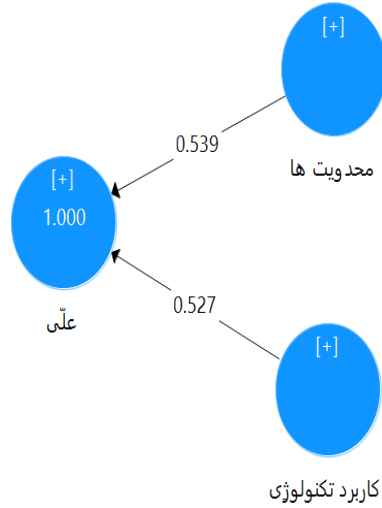 [+]
محدویت ها
0.539
[+]
1.000
علّی
0.527
[+]
کاربرد تکنولوژی